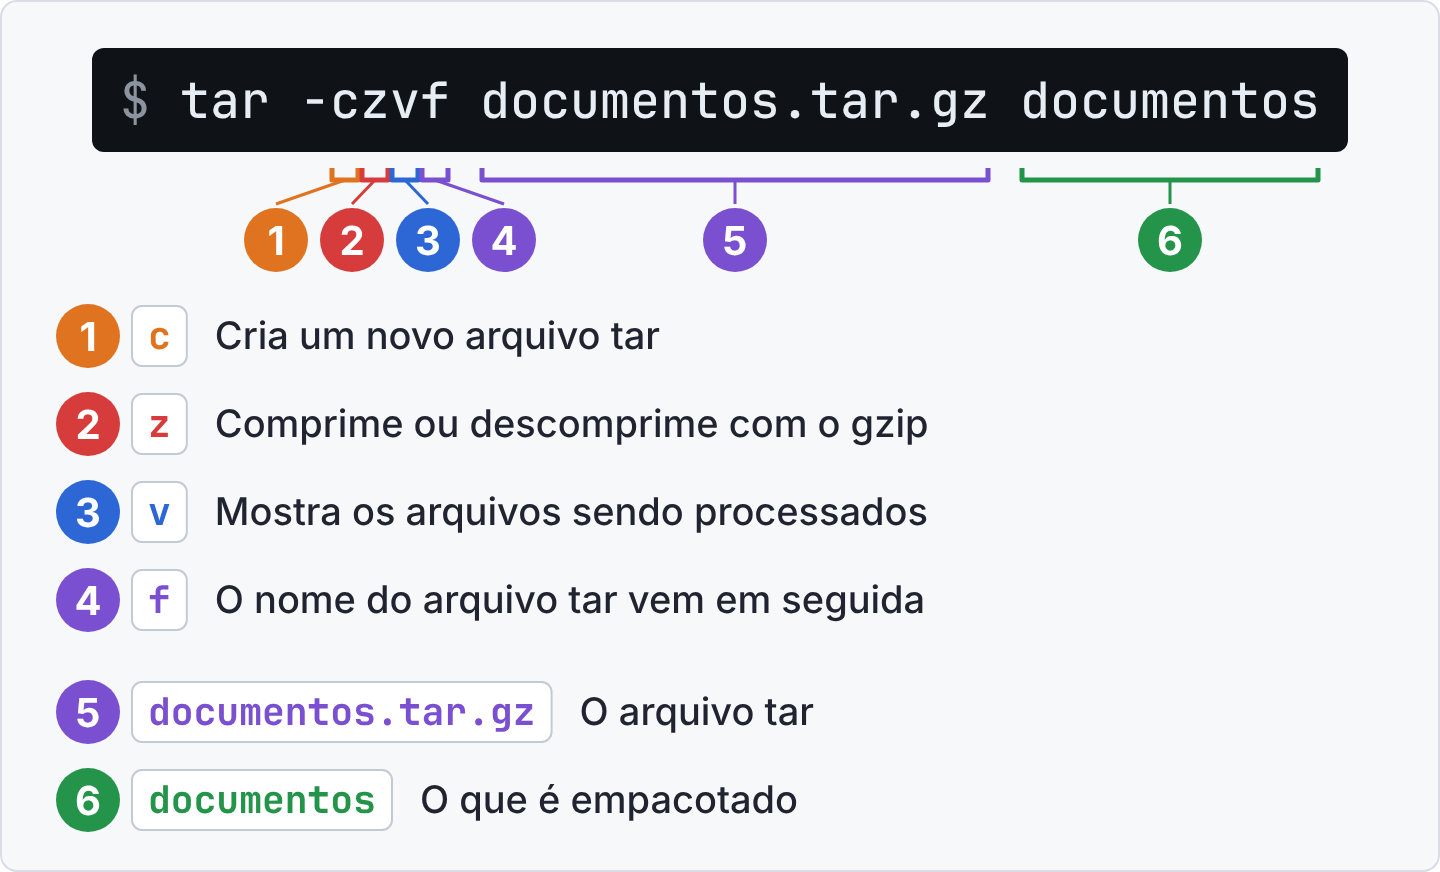 $ tar -czvf documentos.tar.gz documentos
1 2 3 4 5 6
1 c Cria um novo arquivo tar
2 z Comprime ou descomprime com o gzip
3 v Mostra os arquivos sendo processados
4 f O nome do arquivo tar vem em seguida
5 documentos.tar.gz O arquivo tar
6 documentos O que é empacotado